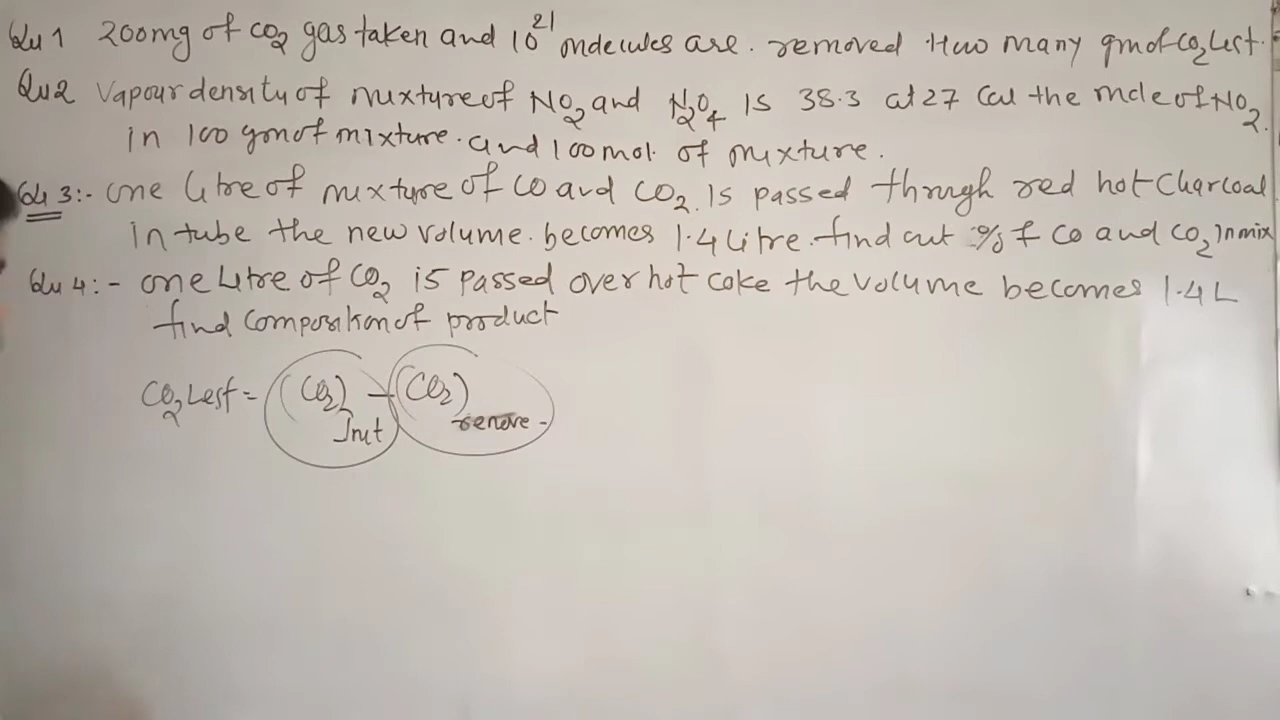 Qu 1 200mg of CO2 gas taken and 10^21 molecules are. removed How many gm of CO2 Left.
Qu 2 Vapour density of mixture of NO2 and N2O4 is 38.3 at 27 Cal the mole of NO2
in 100 gm of mixture. and 100 mol. of mixture.
Qu 3:- One Litre of mixture of CO and CO2 is passed through red hot Charcoal
in tube the new volume. becomes 1.4 Litre. find out % of CO and CO2 in mix
Qu 4:- One Litre of CO2 is passed over hot coke the volume becomes 1.4 L
find composition of product
CO2 Left = (CO2) Init - (CO2) remove -